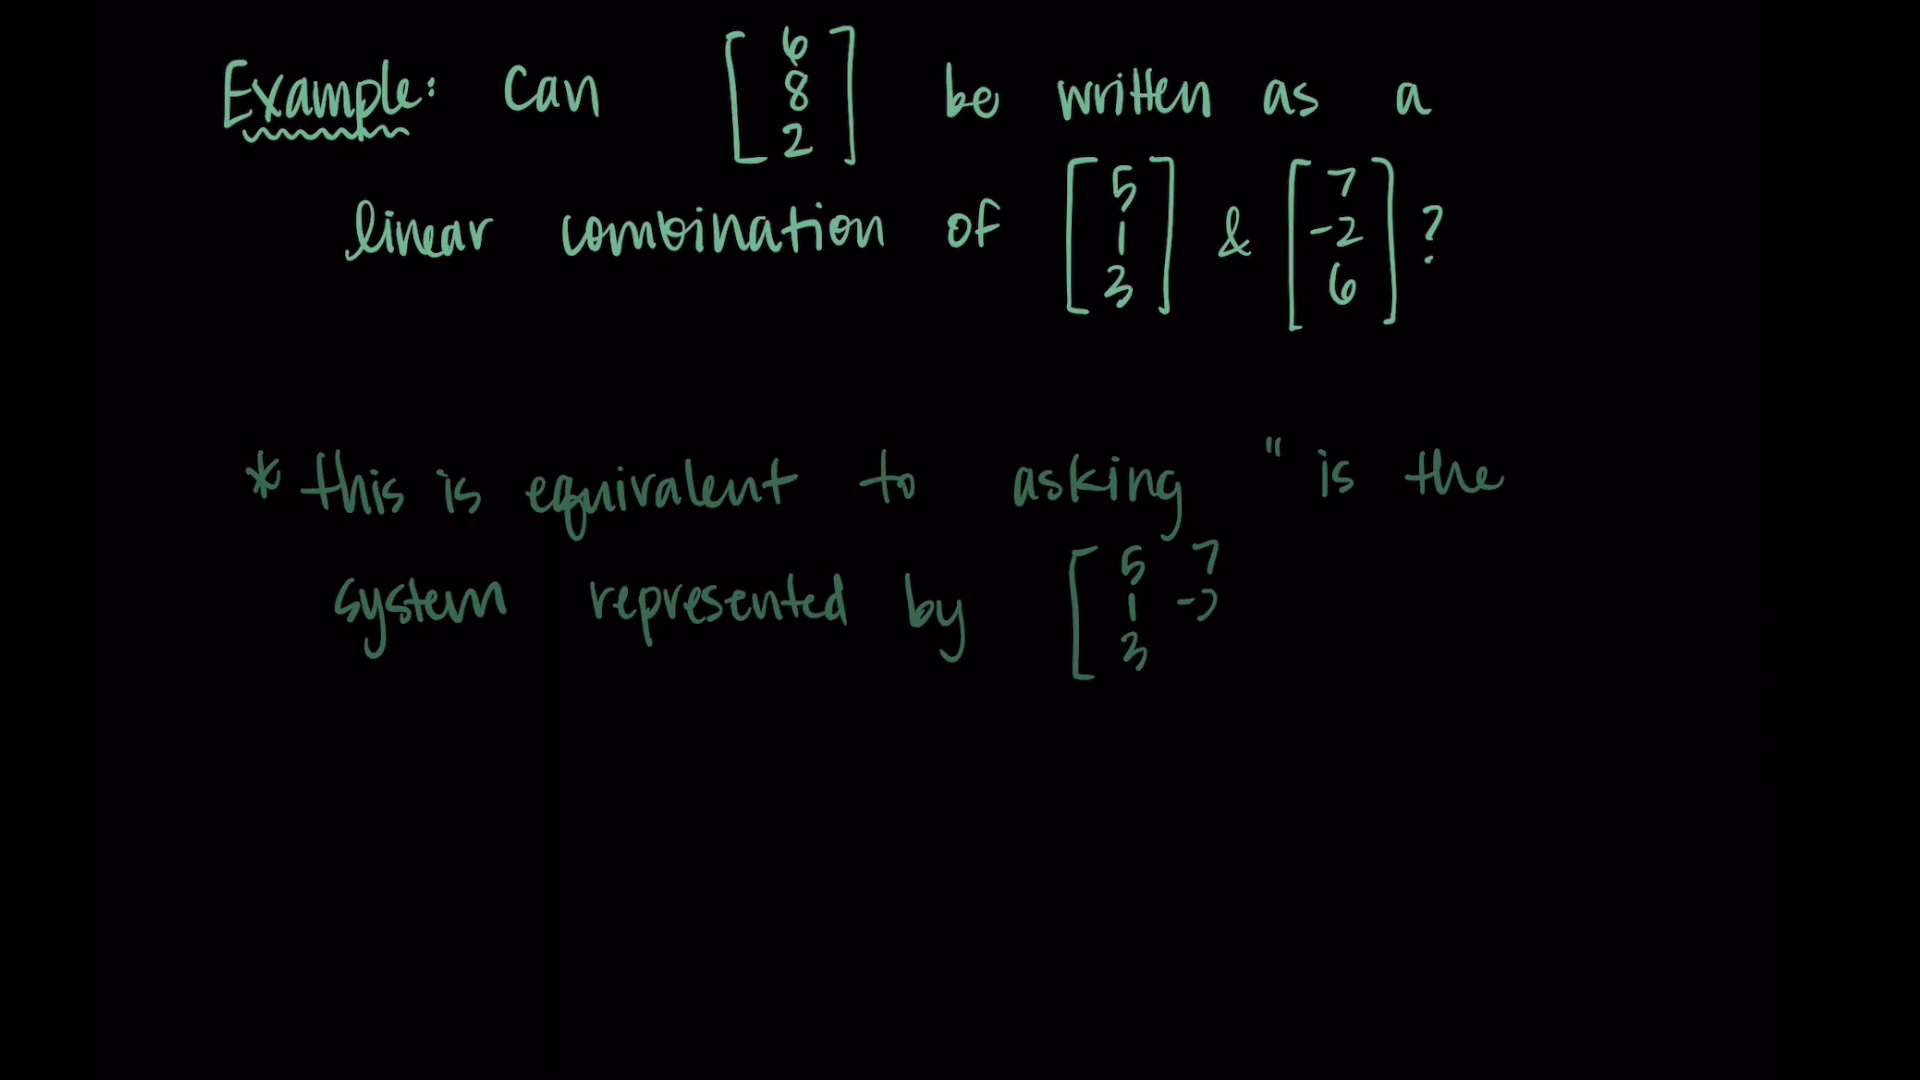 Example: Can [6 8 2] be written as a
linear combination of [5 1 3] & [7 -2 6]?
* this is equivalent to asking " is the
system represented by [5 7
1 -
3